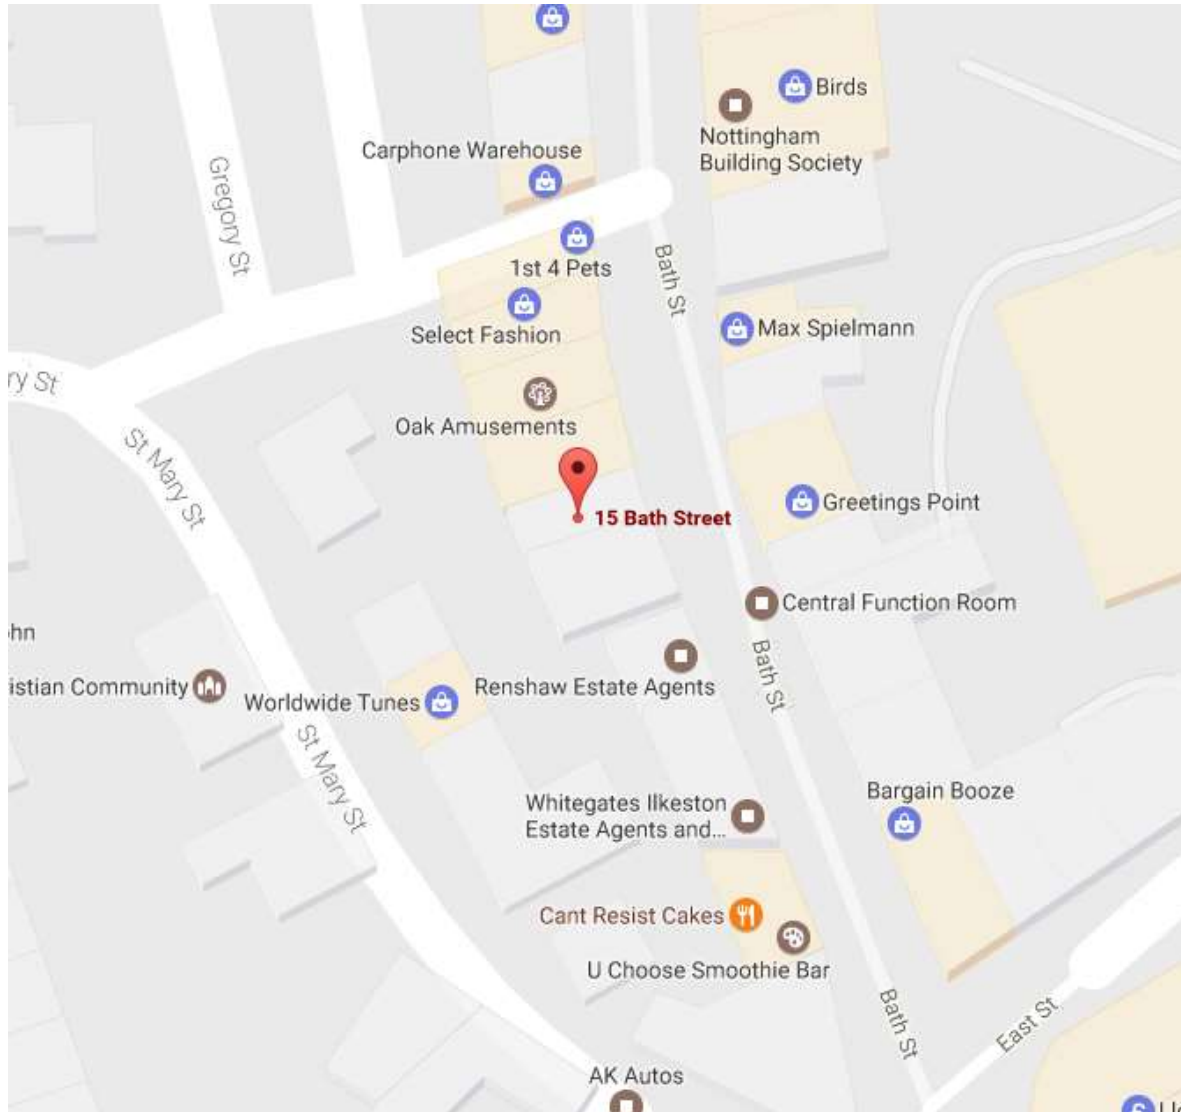 Birds
Nottingham
Building Society
Carphone Warehouse
Gregory St
1st 4 Pets
Bath St
Select Fashion
Max Spielmann
ry St
Oak Amusements
St Mary St
15 Bath Street
Greetings Point
Central Function Room
hn
istian Community
Worldwide Tunes
Renshaw Estate Agents
Bath St
St Mary St
Whitegates Ilkeston
Estate Agents and...
Bargain Booze
Cant Resist Cakes
U Choose Smoothie Bar
Bath St
East St
AK Autos